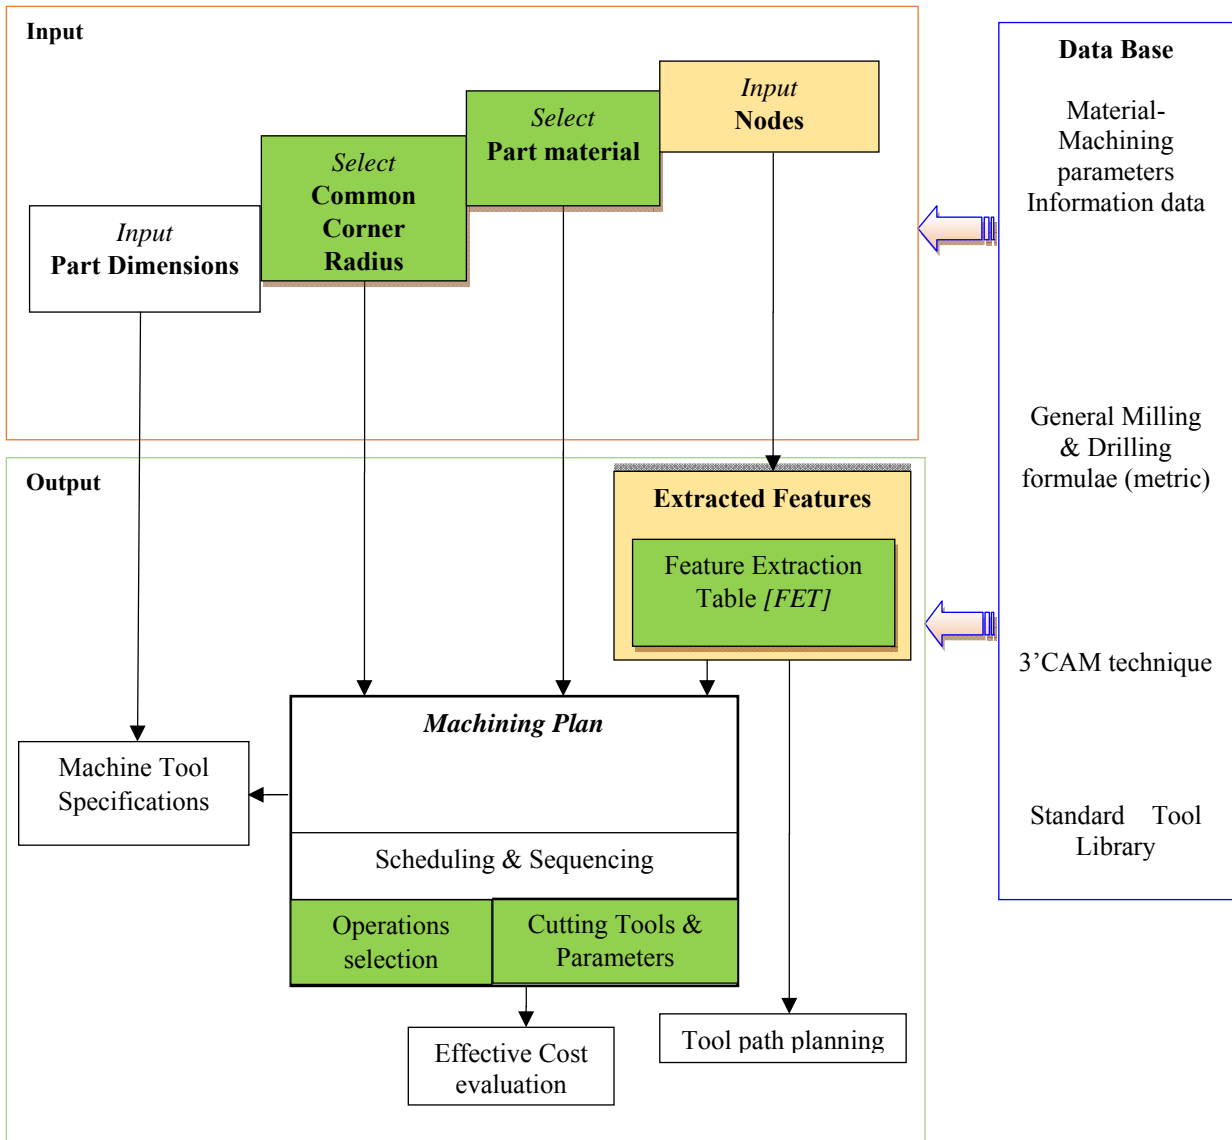 Input
Input
Part Dimensions
Select
Common
Corner
Radius
Select
Part material
Input
Nodes
Data Base
Material-
Machining
parameters
Information data
General Milling
& Drilling
formulae (metric)
3’CAM technique
Standard Tool
Library
Output
Extracted Features
Feature Extraction
Table [FET]
Machining Plan
Machine Tool
Specifications
Scheduling & Sequencing
Operations
selection
Cutting Tools &
Parameters
Effective Cost
evaluation
Tool path planning